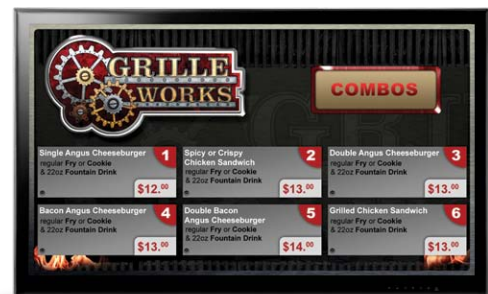 GRILLE
WORKS
COMBOS
Single Angus Cheeseburger
regular Fry or Cookie
& 22oz Fountain Drink
1
$12.00
Spicy or Crispy
Chicken Sandwich
regular Fry or Cookie
& 22oz Fountain Drink
2
$13.00
Double Angus Cheeseburger
regular Fry or Cookie
& 22oz Fountain Drink
3
$13.00
Bacon Angus Cheeseburger
regular Fry or Cookie
& 22oz Fountain Drink
4
$13.00
Double Bacon
Angus Cheeseburger
regular Fry or Cookie
& 22oz Fountain Drink
5
$14.00
Grilled Chicken Sandwich
regular Fry or Cookie
& 22oz Fountain Drink
6
$13.00